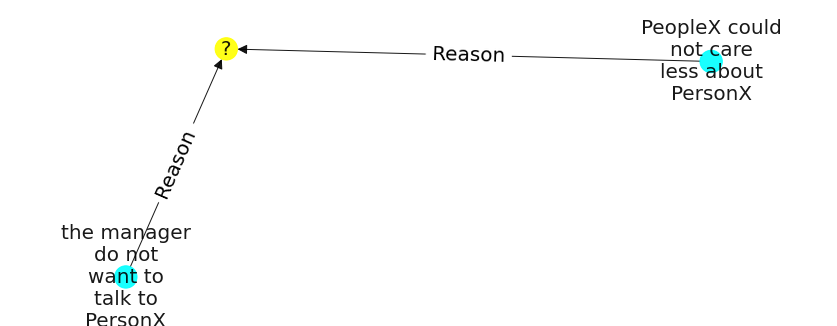 PeopleX could
not care
less about
PersonX
?
Reason
Reason
the manager
do not
want to
talk to
PersonX